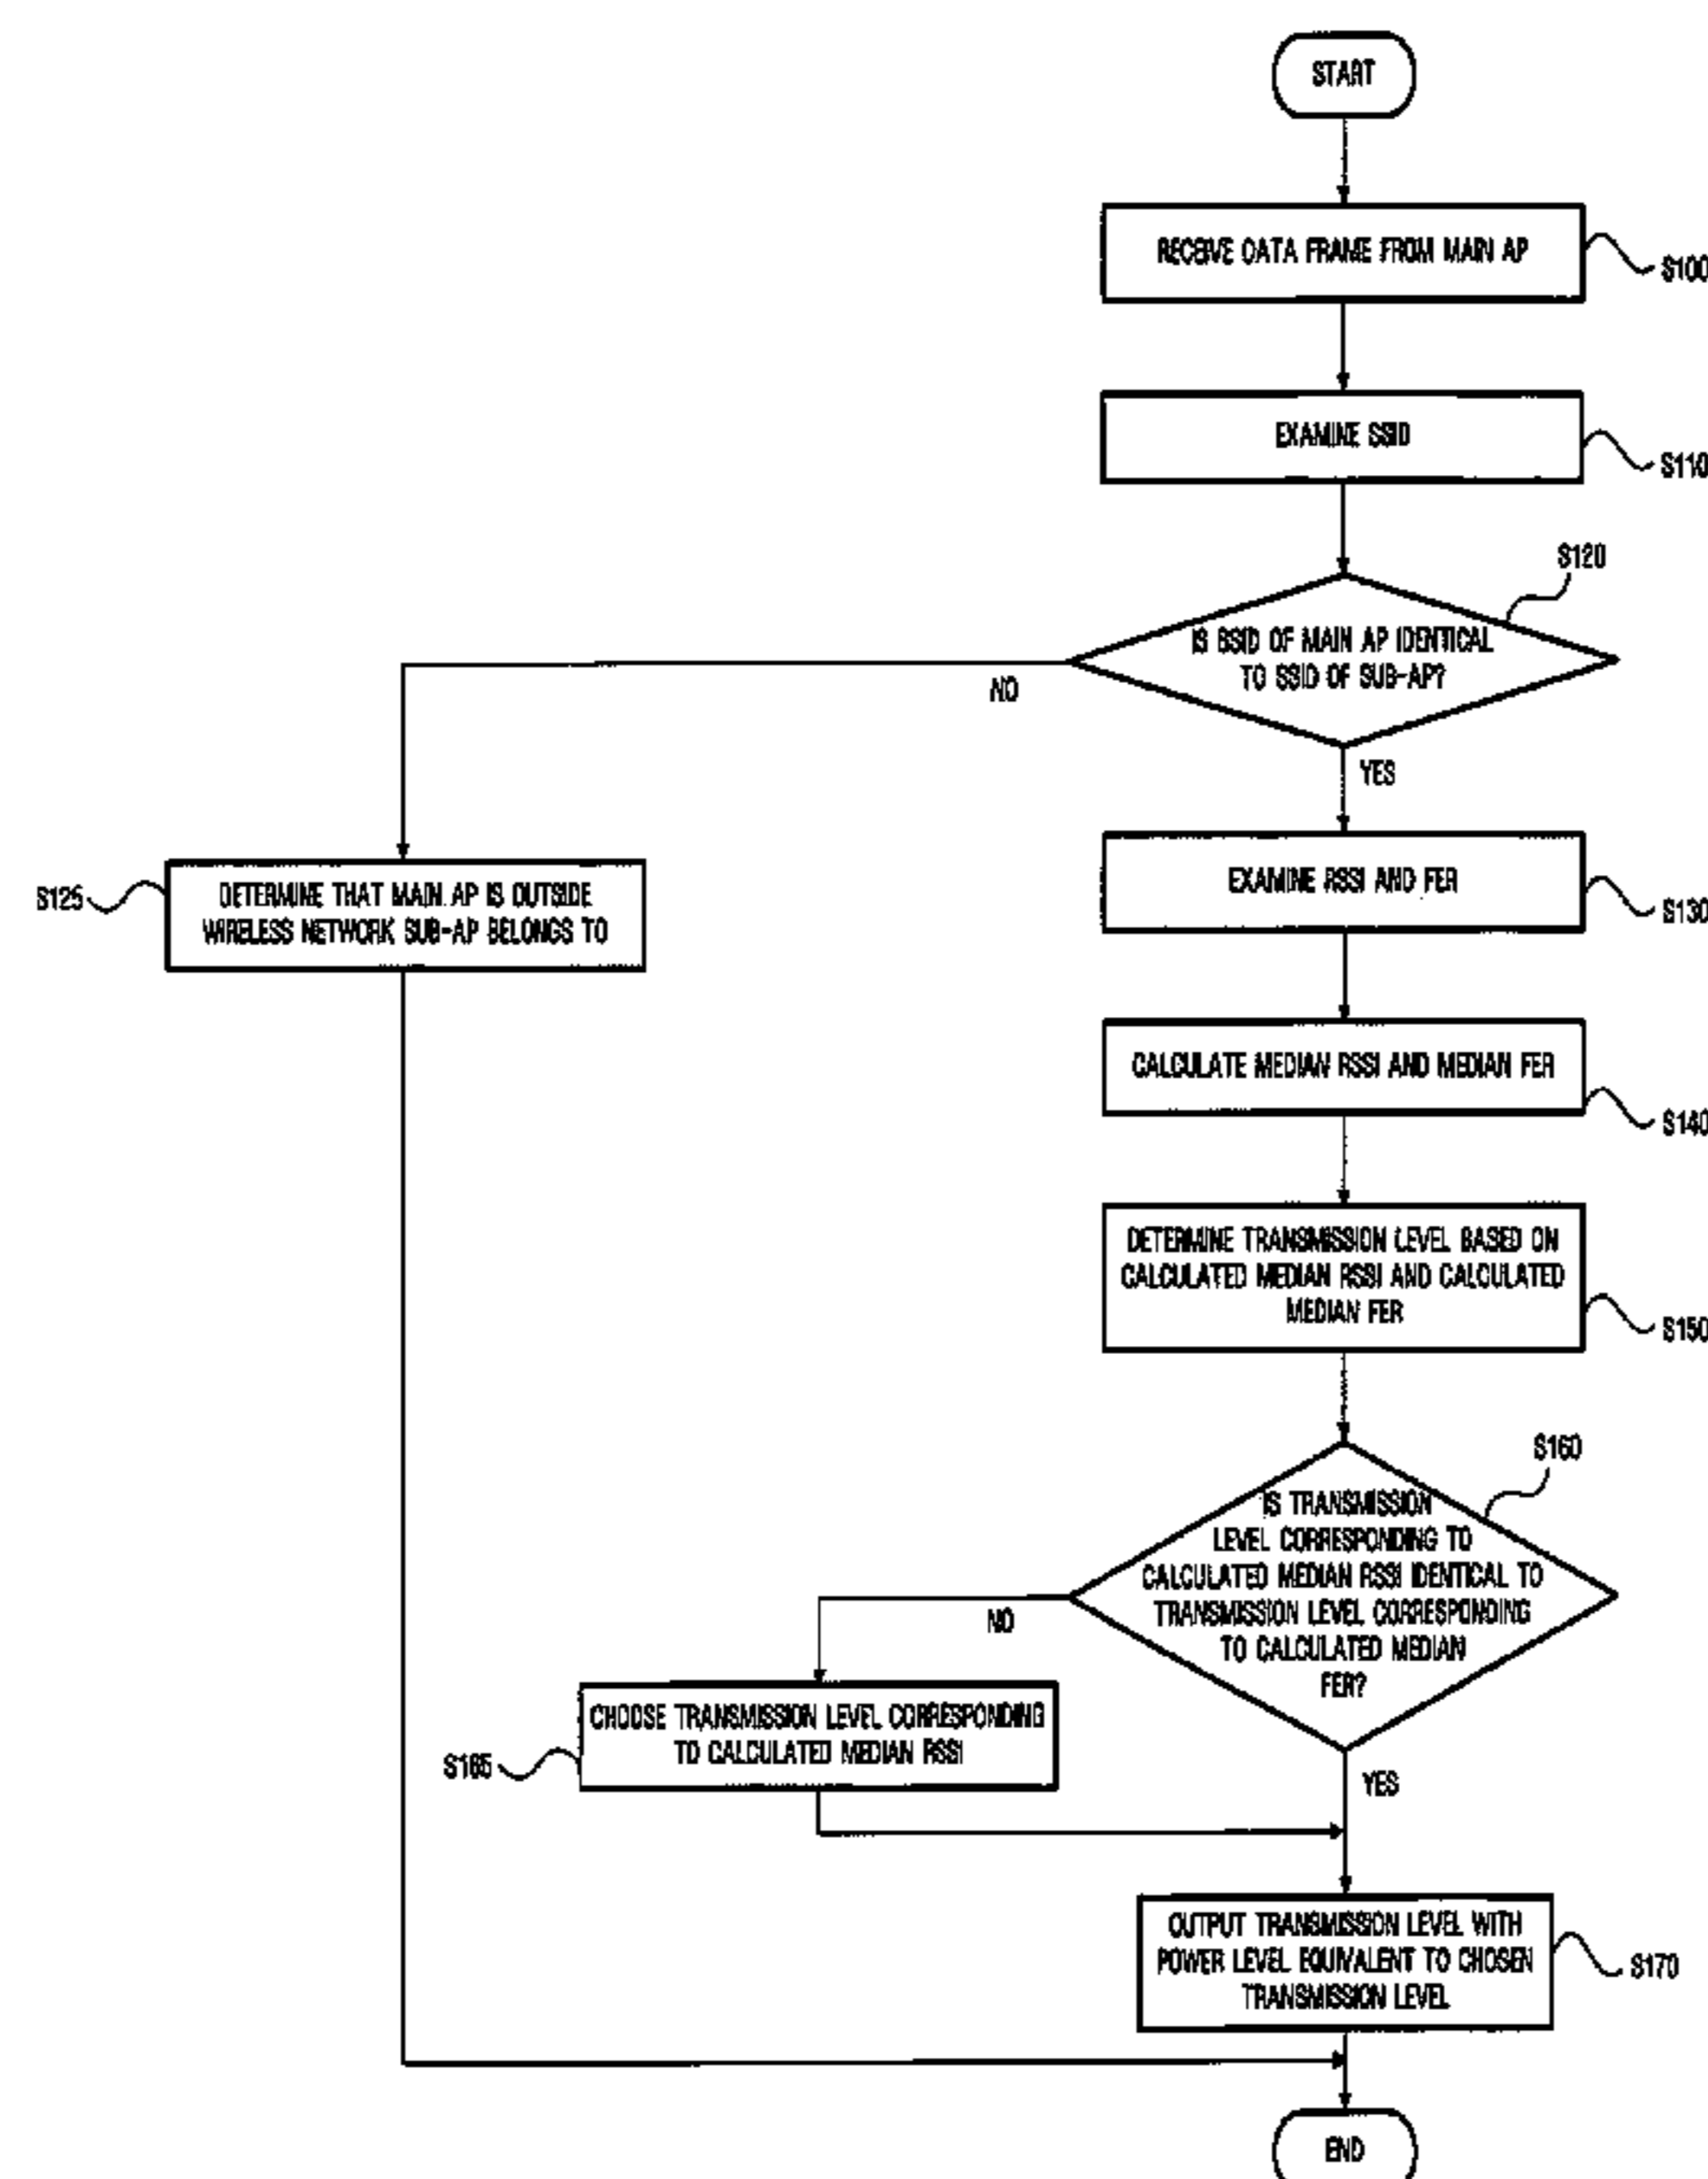 START
RECEIVE DATA FRAME FROM MAIN AP
S100
EXAMINE SSID
S110
S120
IS SSID OF MAIN AP IDENTICAL
TO SSID OF SUB-AP?
NO
YES
S125
DETERMINE THAT MAIN AP IS OUTSIDE
WIRELESS NETWORK SUB-AP BELONGS TO
EXAMINE RSSI AND FER
S130
CALCULATE MEDIAN RSSI AND MEDIAN FER
S140
DETERMINE TRANSMISSION LEVEL BASED ON
CALCULATED MEDIAN RSSI AND CALCULATED
MEDIAN FER
S150
S160
IS TRANSMISSION
LEVEL CORRESPONDING TO
CALCULATED MEDIAN RSSI IDENTICAL TO
TRANSMISSION LEVEL CORRESPONDING
TO CALCULATED MEDIAN
FER?
NO
YES
CHOOSE TRANSMISSION LEVEL CORRESPONDING
TO CALCULATED MEDIAN RSSI
S165
OUTPUT TRANSMISSION LEVEL WITH
POWER LEVEL EQUIVALENT TO CHOSEN
TRANSMISSION LEVEL
S170
END